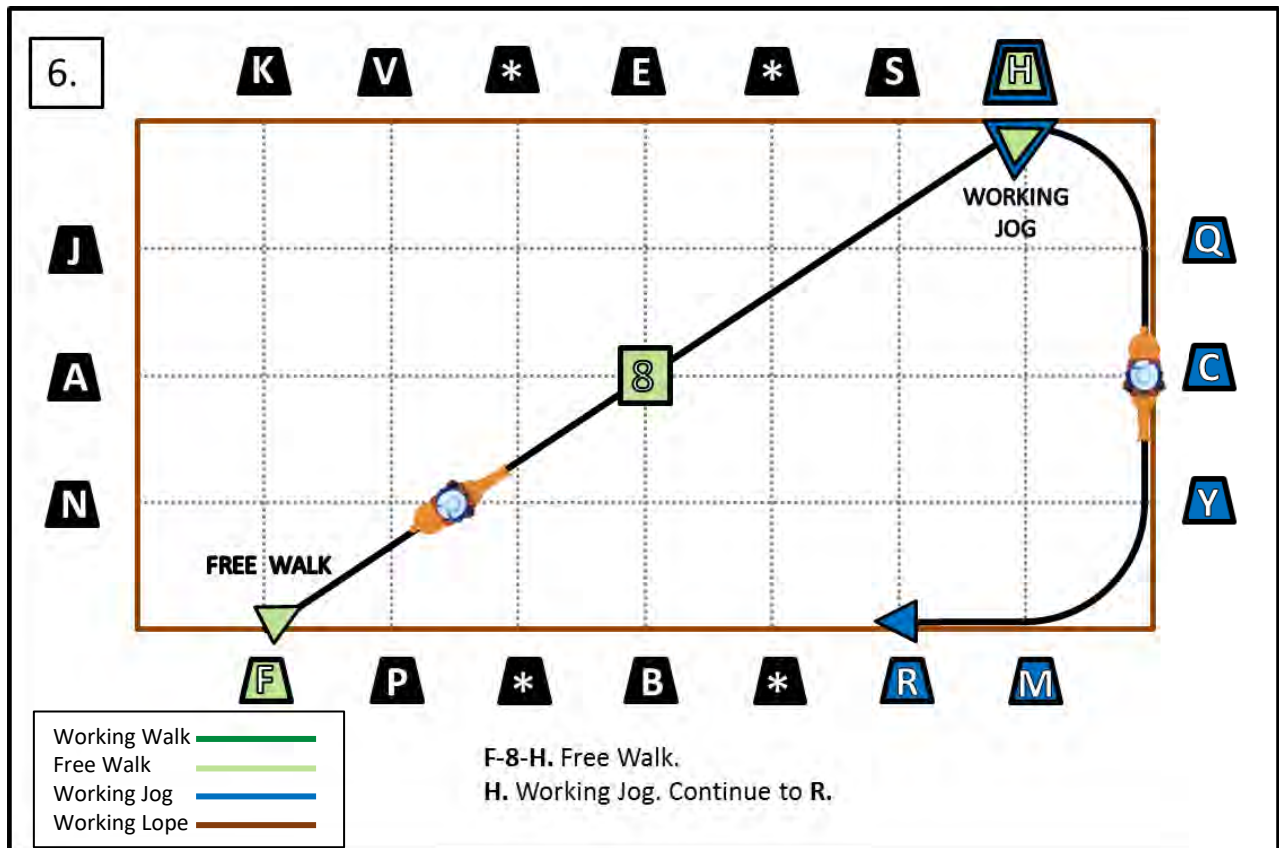 6.
K V * E * S H
WORKING
JOG
J Q
A 8 C
N Y
FREE WALK
F P * B * R M
Working Walk
Free Walk
Working Jog
Working Lope
F-8-H. Free Walk.
H. Working Jog. Continue to R.